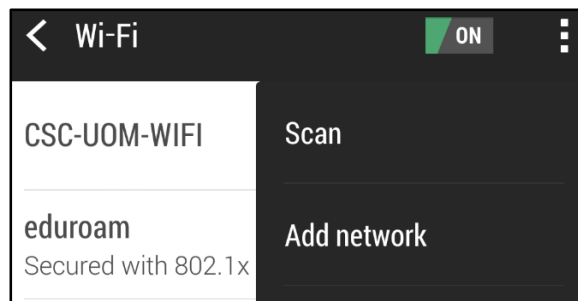 Wi-Fi
ON
CSC-UOM-WIFI
Scan
eduroam
Secured with 802.1x
Add network